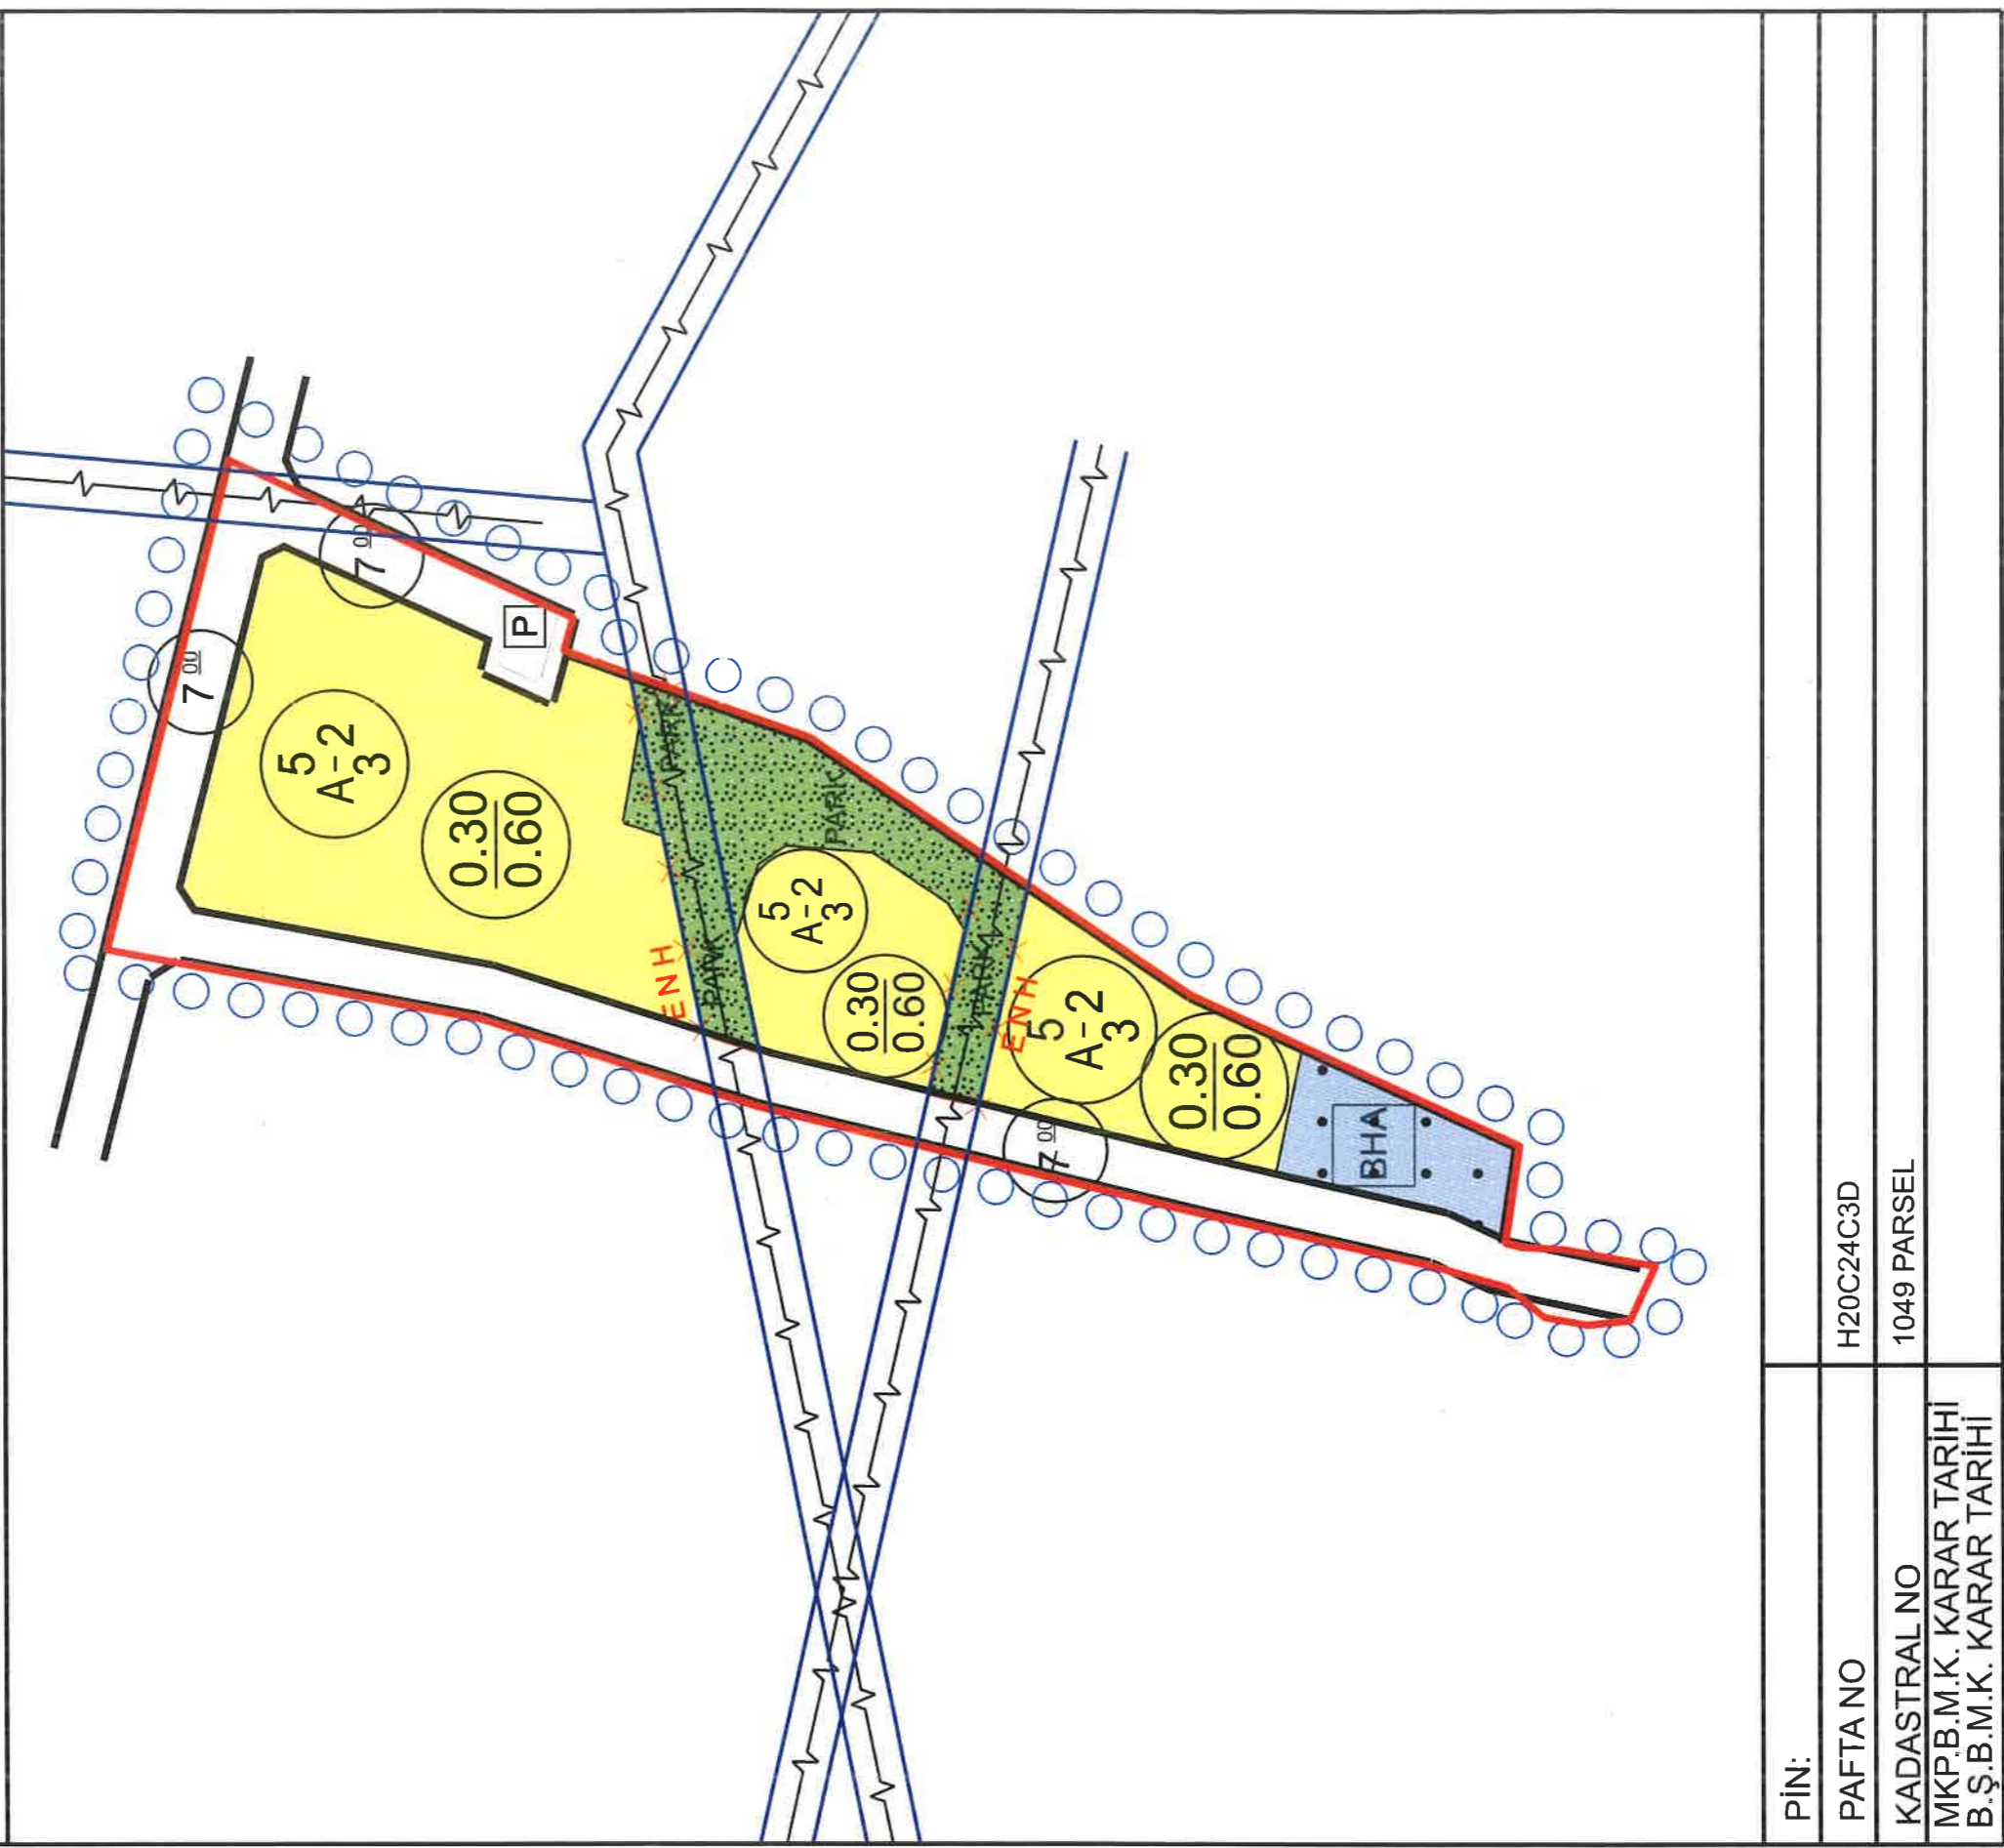 7 00
7 00
P
5
A-2
3
0.30
0.60
PARK
PARK
PARK
ENH
5
A-2
3
0.30
0.60
PARK
ENH
5
A-2
3
0.30
0.60
7 00
BHA
PİN:
PAFTA NO
H20C24C3D
KADASTRAL NO
1049 PARSEL
MKP.B.M.K. KARAR TARİHİ
B.Ş.B.M.K. KARAR TARİHİ